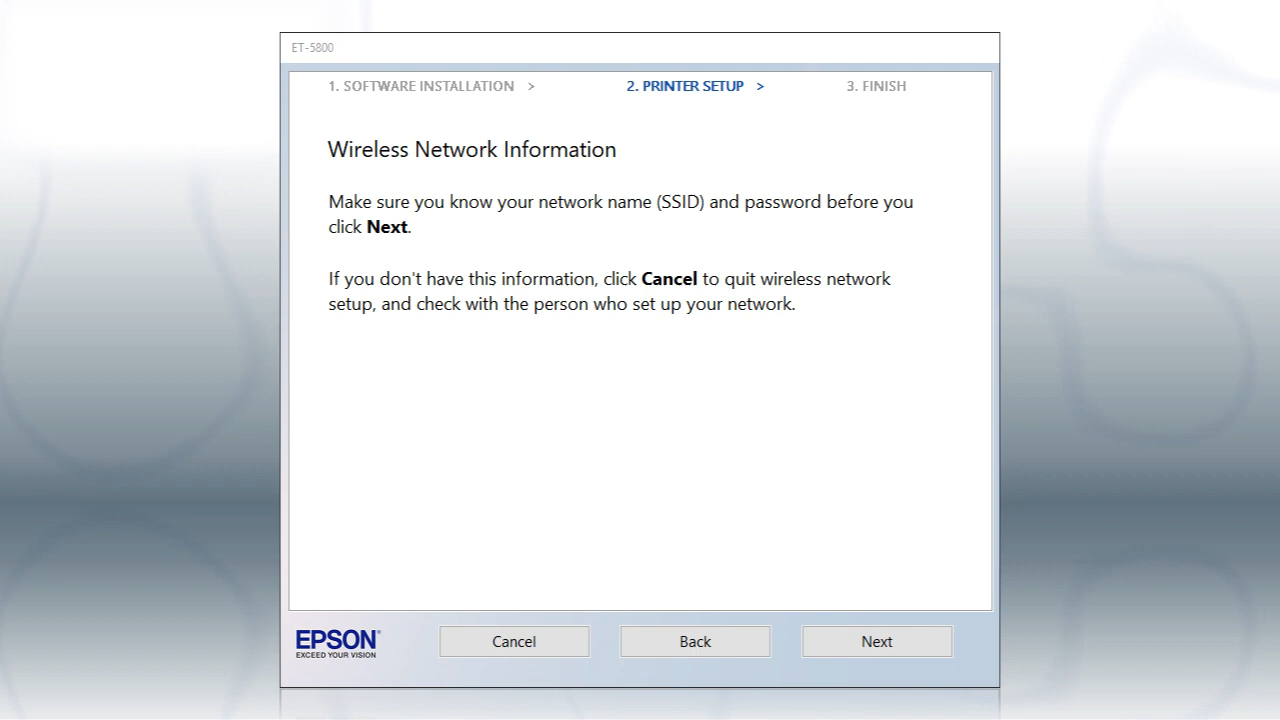 ET-5800
1. SOFTWARE INSTALLATION > 2. PRINTER SETUP > 3. FINISH
Wireless Network Information
Make sure you know your network name (SSID) and password before you
click Next.
If you don't have this information, click Cancel to quit wireless network
setup, and check with the person who set up your network.
EPSON®
EXCEED YOUR VISION
Cancel Back Next